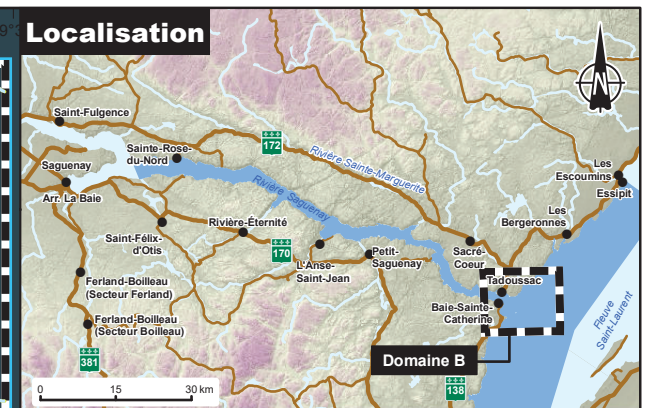 Localisation
N
Saint-Fulgence
Sainte-Rose-
du-Nord
172
Rivière Sainte-Marguerite
Saguenay
Arr. La Baie
Rivière Saguenay
Les
Escoumins
Essipit
Les
Bergeronnes
Saint-Félix-
d'Otis
Rivière-Éternité
170
L'Anse-
Saint-Jean
Petit-
Saguenay
Sacré-
Coeur
Tadoussac
Baie-Sainte-
Catherine
Ferland-Boilleau
(Secteur Ferland)
Ferland-Boilleau
(Secteur Boilleau)
Fleuve
Saint-Laurent
Domaine B
381
138
0 15 30 km